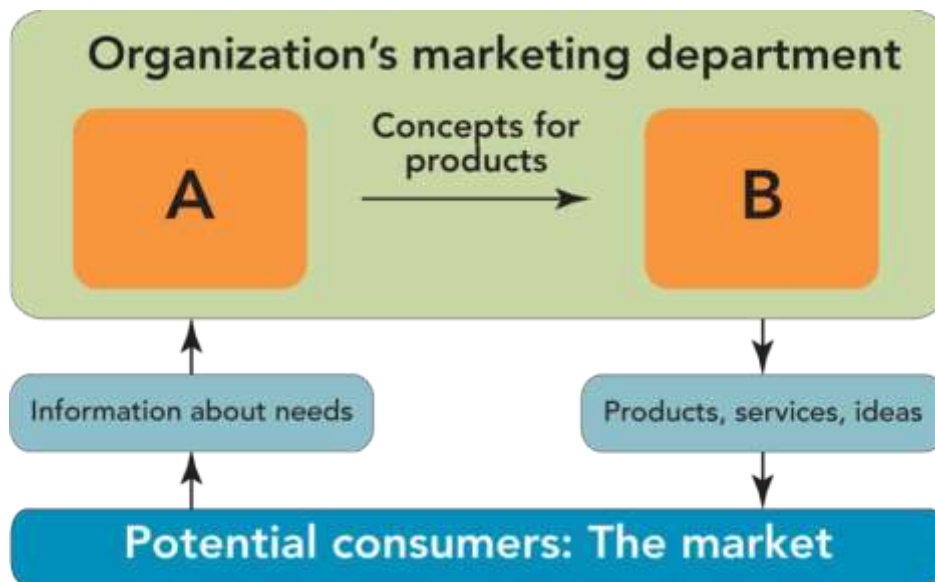 Organization's marketing department
A
Concepts for
products
B
Information about needs
Products, services, ideas
Potential consumers: The market